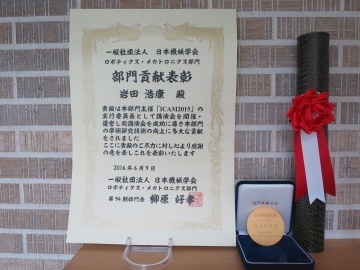 一般社団法人 日本機械学会
ロボティクス・メカトロニクス部門
部門貢献表彰
岩田 浩康 殿
貴殿は本部門主催「ICAM2015」の
実行委員長として講演会を開催・
運営し同講演会を成功に導き本部門
の学術研究技術の向上に多大な貢献
をされました
ここに貴殿のご尽力に対し心より感謝
の意を表しこれを表彰いたします
2016年6月9日
一般社団法人 日本機械学会
ロボティクス・メカトロニクス部門
第94期部門長 柳原 好孝